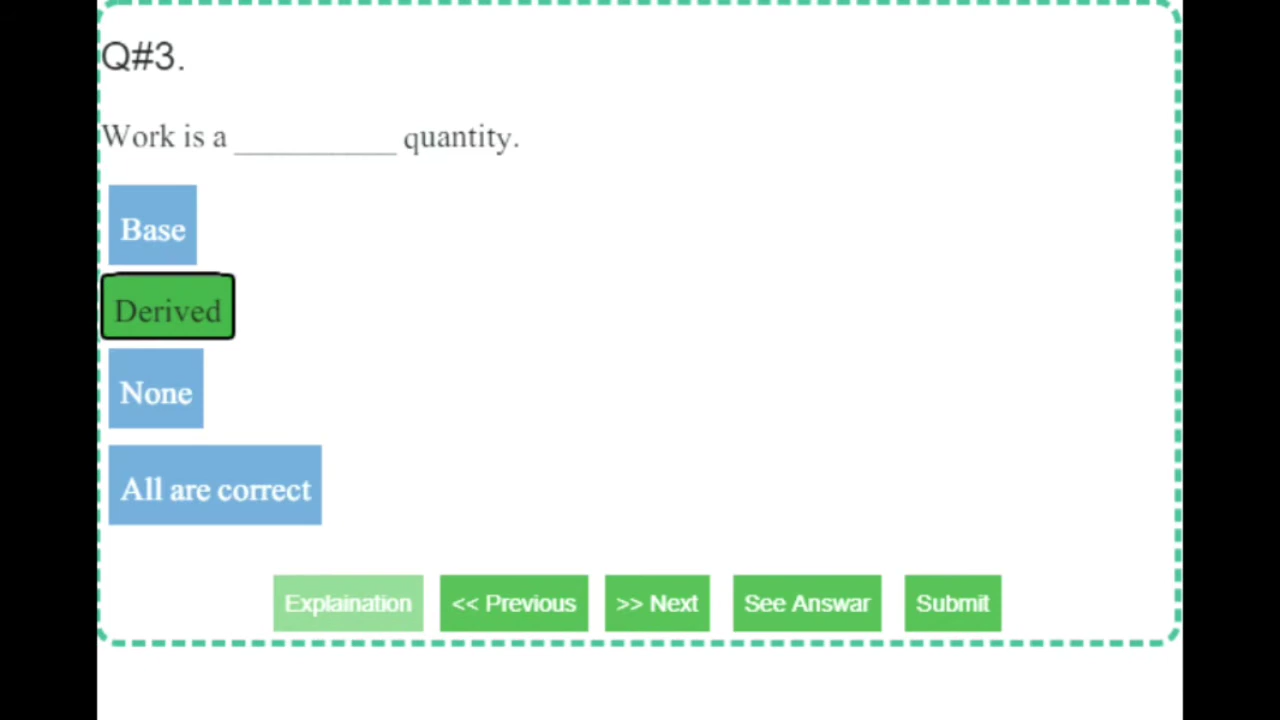 Q#3.
Work is a __________ quantity.
Base
Derived
None
All are correct
Explaination << Previous >> Next See Answar Submit